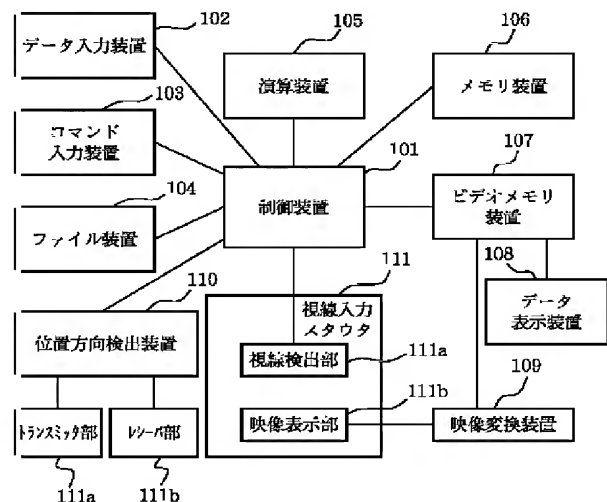 102
データ入力装置
105
演算装置
106
メモリ装置
103
コマンド
入力装置
101
制御装置
107
ビデオメモリ
装置
104
ファイル装置
108
データ
表示装置
110
位置方向検出装置
111
視線入力
メタウタ
視線検出部
111a
111b
映像表示部
109
映像変換装置
トランスミッタ部
レシーバ部
111a
111b